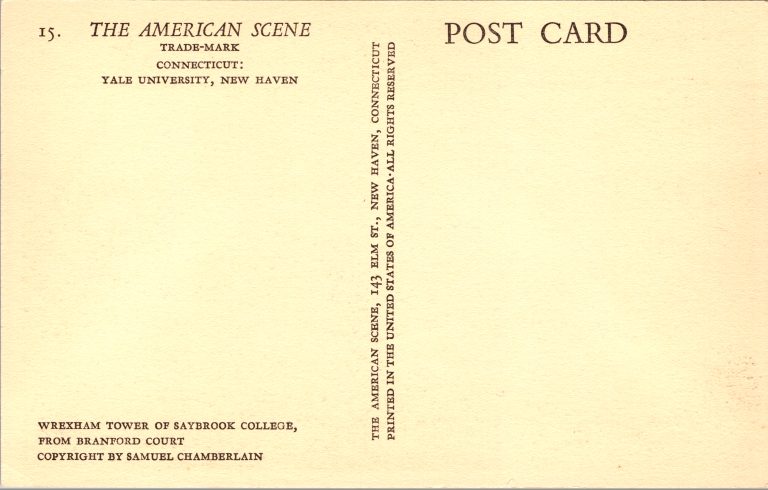 15. THE AMERICAN SCENE
TRADE-MARK
CONNECTICUT:
YALE UNIVERSITY, NEW HAVEN
WREXHAM TOWER OF SAYBROOK COLLEGE,
FROM BRANFORD COURT
COPYRIGHT BY SAMUEL CHAMBERLAIN
THE AMERICAN SCENE, 143 ELM ST., NEW HAVEN, CONNECTICUT
PRINTED IN THE UNITED STATES OF AMERICA·ALL RIGHTS RESERVED
POST CARD